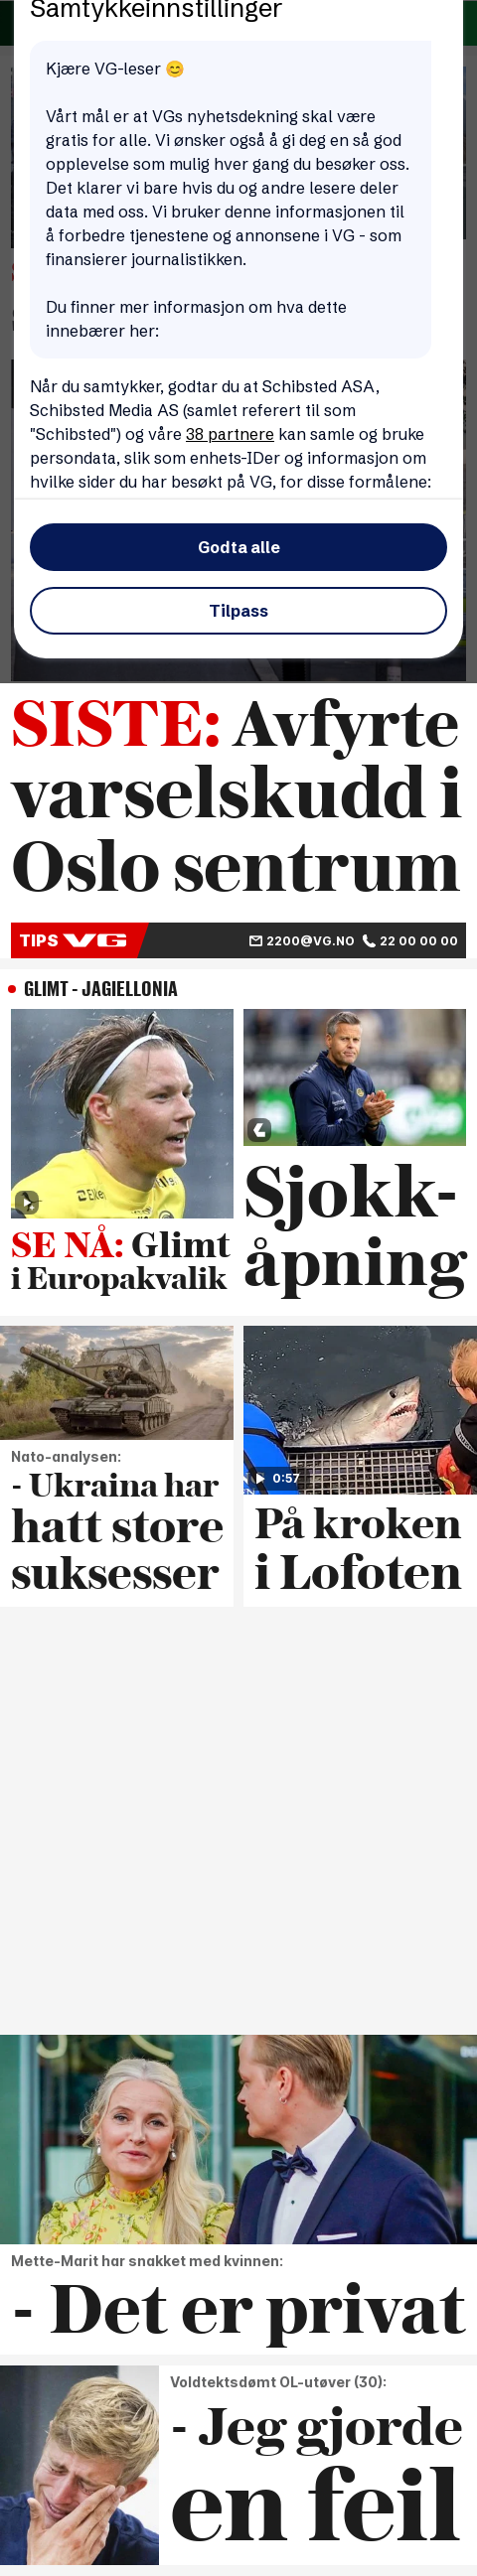 Samtykkeinnstillinger
Kjære VG-leser 😊
Vårt mål er at VGs nyhetsdekning skal være
gratis for alle. Vi ønsker også å gi deg en så god
opplevelse som mulig hver gang du besøker oss.
Det klarer vi bare hvis du og andre lesere deler
data med oss. Vi bruker denne informasjonen til
å forbedre tjenestene og annonsene i VG - som
finansierer journalistikken.
Du finner mer informasjon om hva dette
innebærer her:
Når du samtykker, godtar du at Schibsted ASA,
Schibsted Media AS (samlet referert til som
"Schibsted") og våre 38 partnere kan samle og bruke
persondata, slik som enhets-IDer og informasjon om
hvilke sider du har besøkt på VG, for disse formålene:
Godta alle
Tilpass
SISTE: Avfyrte
varselskudd i
Oslo sentrum
TIPS VG 2200@VG.NO 22 00 00 00
GLIMT - JAGIELLONIA
SE NÅ: Glimt
i Europakvalik
Sjokk-
åpning
Nato-analysen:
- Ukraina har
hatt store
suksesser
0:57
På kroken
i Lofoten
Mette-Marit har snakket med kvinnen:
- Det er privat
Voldtektsdømt OL-utøver (30):
- Jeg gjorde
en feil